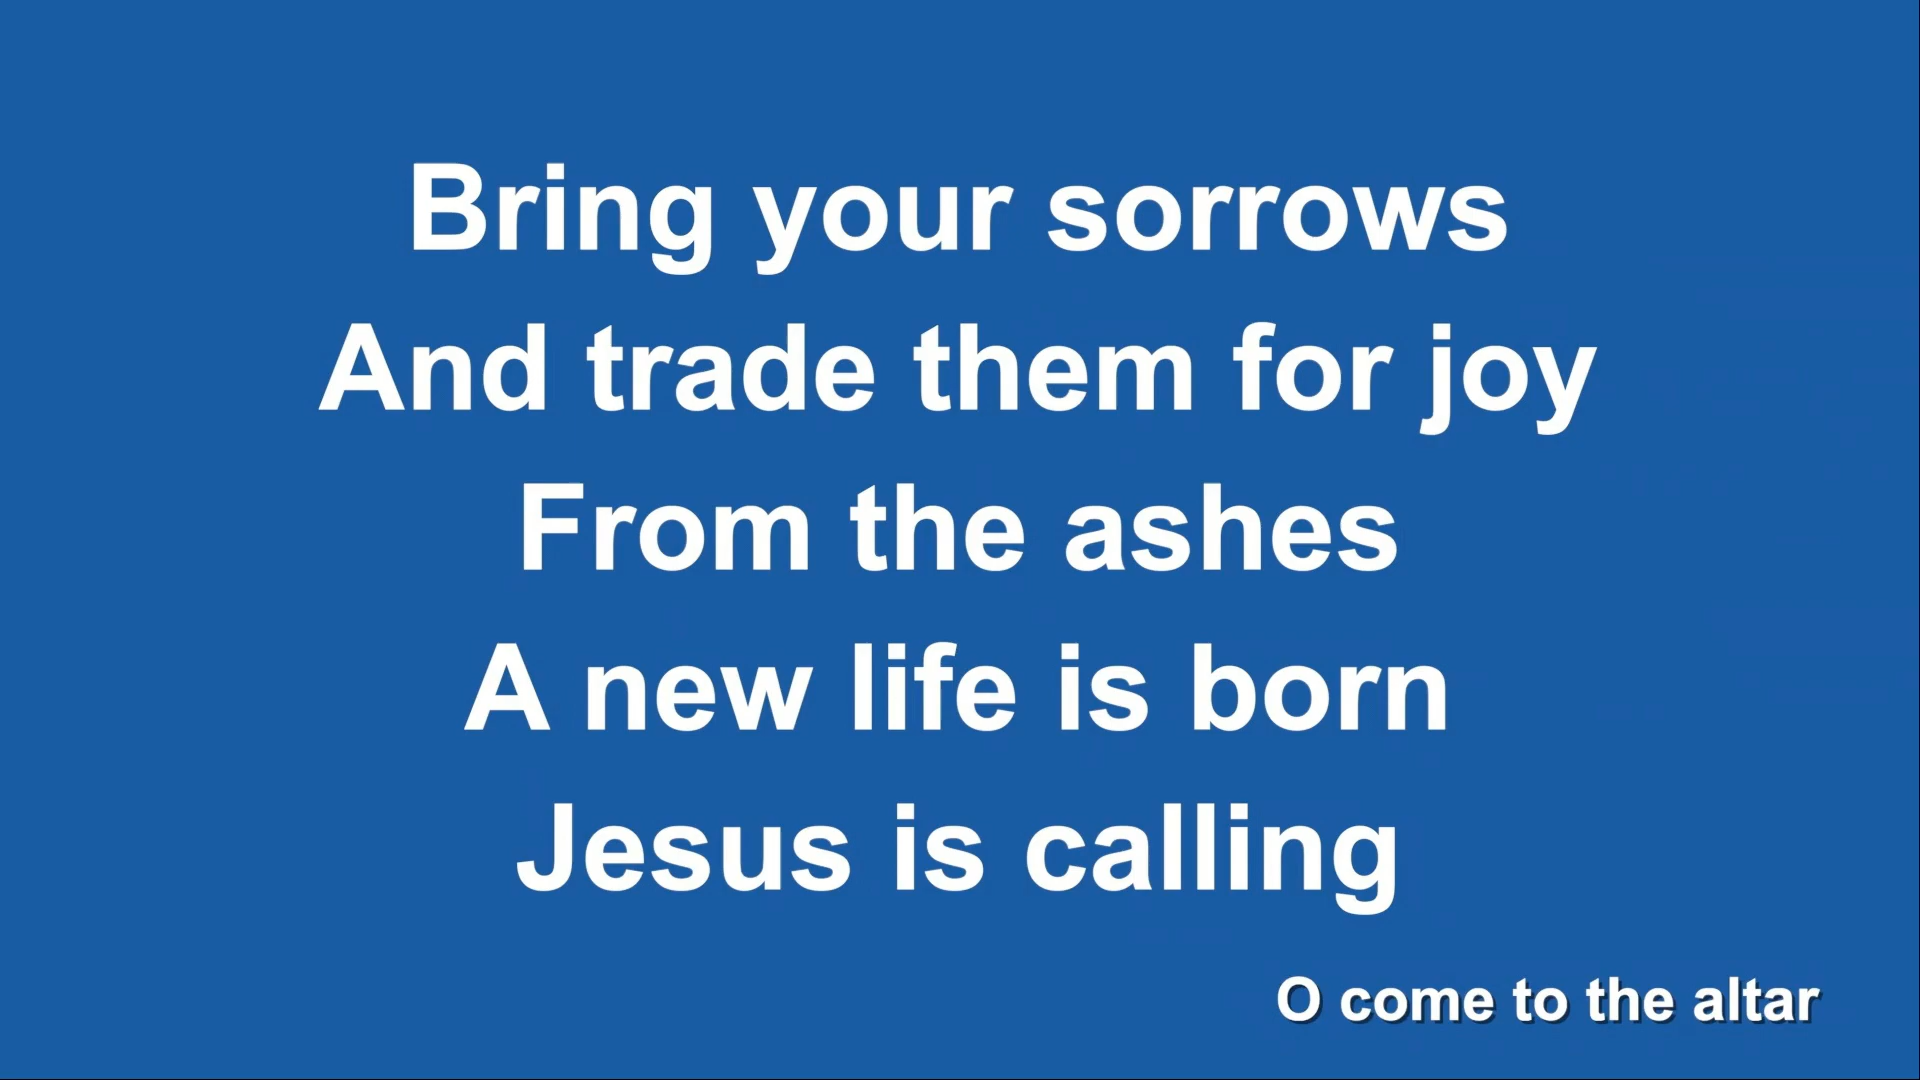 Bring your sorrows
And trade them for joy
From the ashes
A new life is born
Jesus is calling
O come to the altar